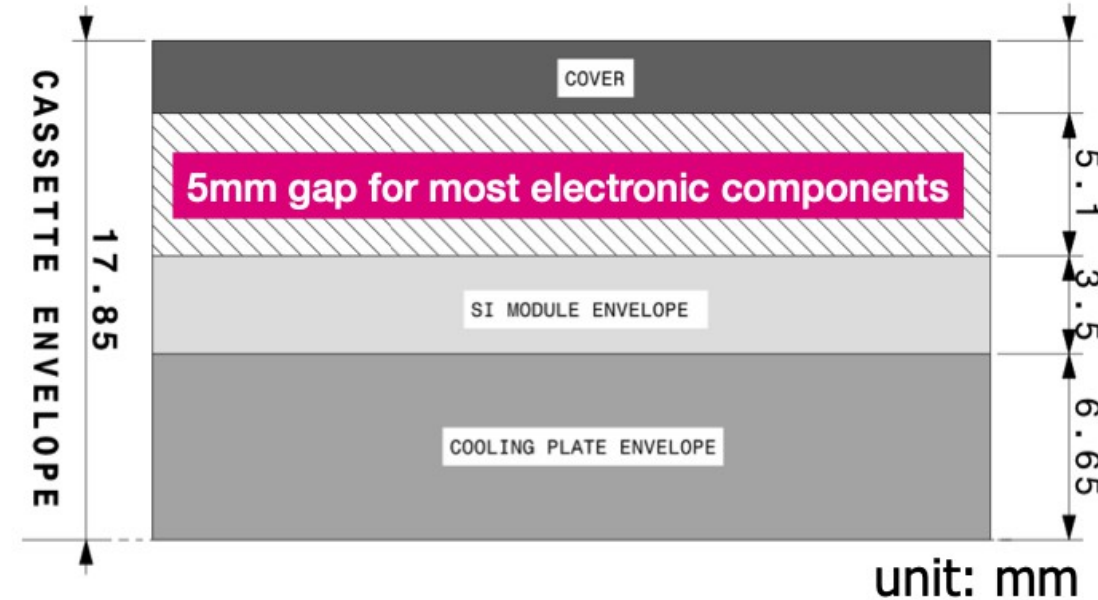 CASSETTE ENVELOPE
17.85
COVER
5mm gap for most electronic components
5.1
SI MODULE ENVELOPE
3.5
COOLING PLATE ENVELOPE
6.65
unit: mm